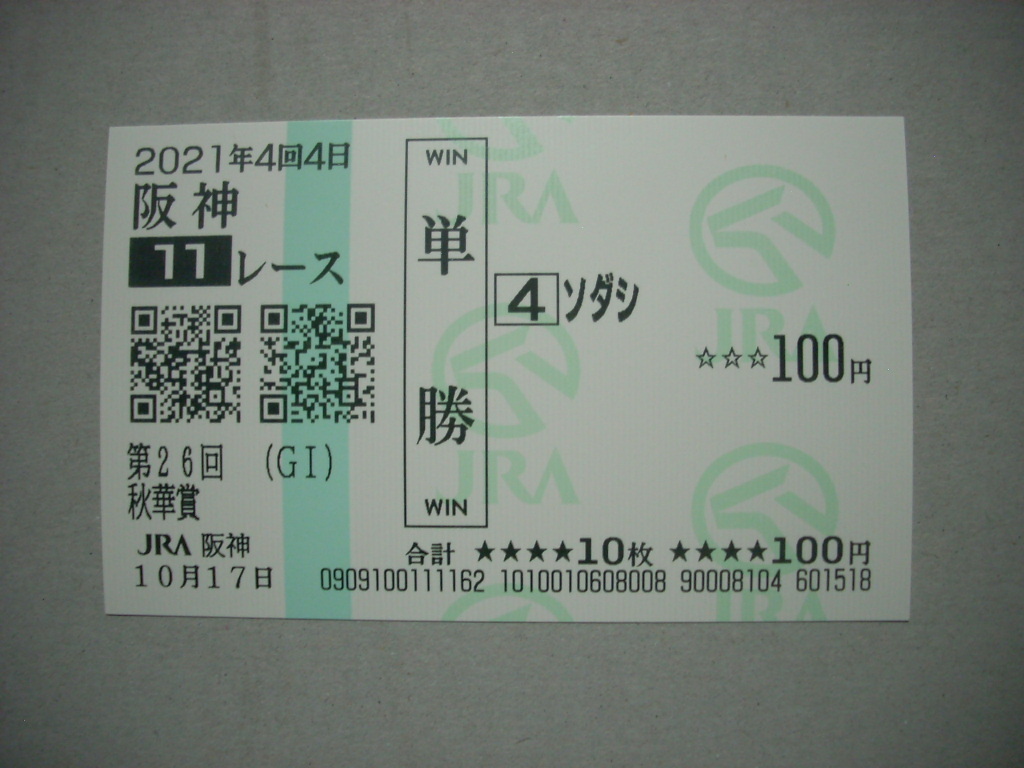 2021年4回4日
阪神
11レース
第26回 (GI)
秋華賞
JRA 阪神
10月17日
WIN
単勝
WIN
4 ソダシ
☆☆☆100円
合計 ★★★★10枚 ★★★★100円
0909100111162 1010010608008 90008104 601518
JRA
JRA
JRA
JRA